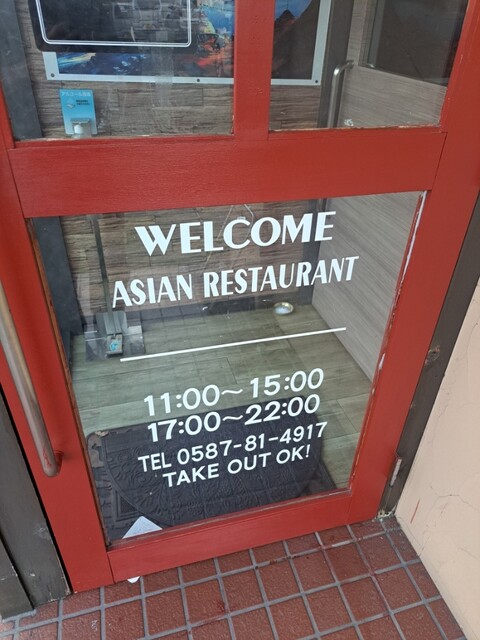 WELCOME
ASIAN RESTAURANT
11:00～15:00
17:00～22:00
TEL 0587-81-4917
TAKE OUT OK!